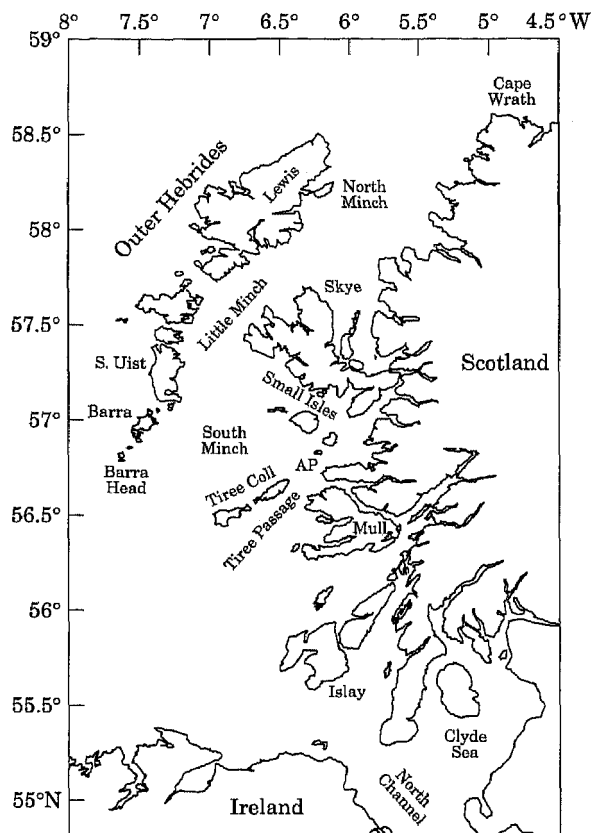 8° 7.5° 7° 6.5° 6° 5.5° 5° 4.5° W
59°
Cape
Wrath
58.5°
Outer Hebrides
Lewis
North
Minch
58°
Skye
Little Minch
57.5°
S. Uist
Scotland
Small Isles
57°
Barra
South
Minch
Barra
Head
AP
Tiree Coll
Tiree Passage
56.5°
Mull
56°
Islay
55.5°
Clyde
Sea
North
Channel
55°N
Ireland